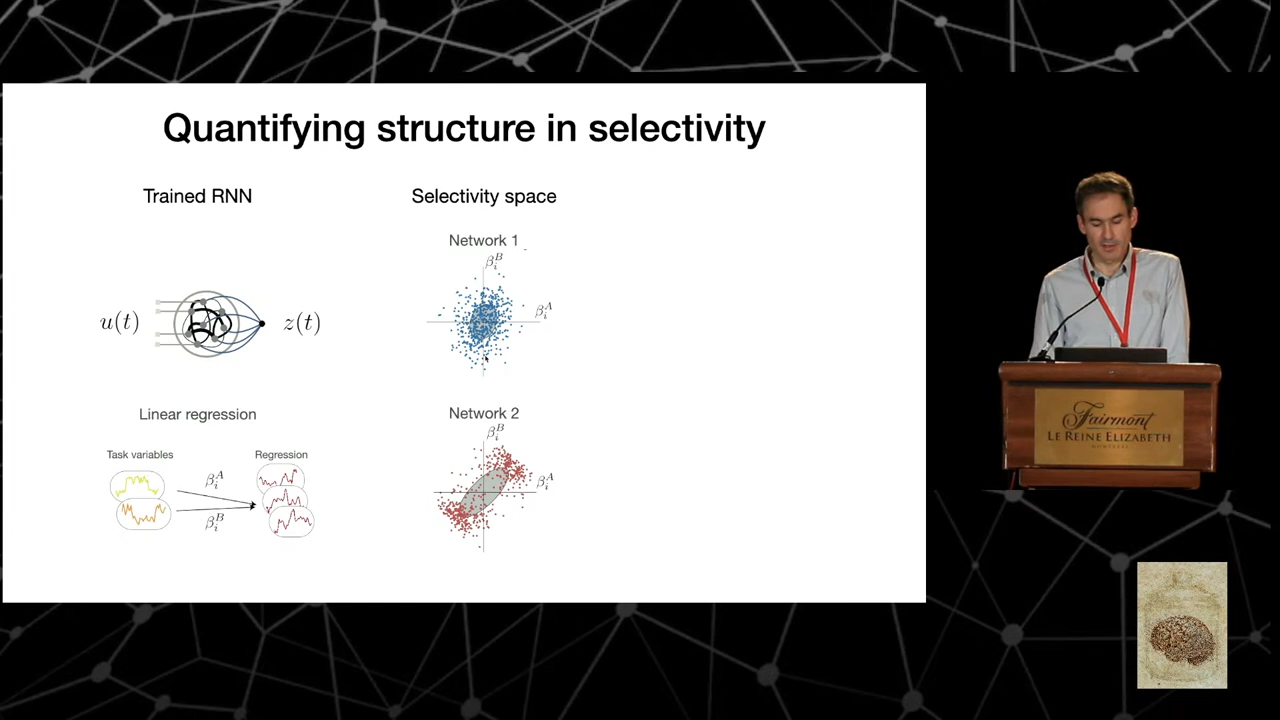 Quantifying structure in selectivity
Trained RNN
Selectivity space
Network 1
β_i^B
β_i^A
u(t)
z(t)
Linear regression
Network 2
Task variables
Regression
β_i^A
β_i^B
β_i^B
β_i^A
Fairmont
LE REINE ELIZABETH
MONTRÉAL